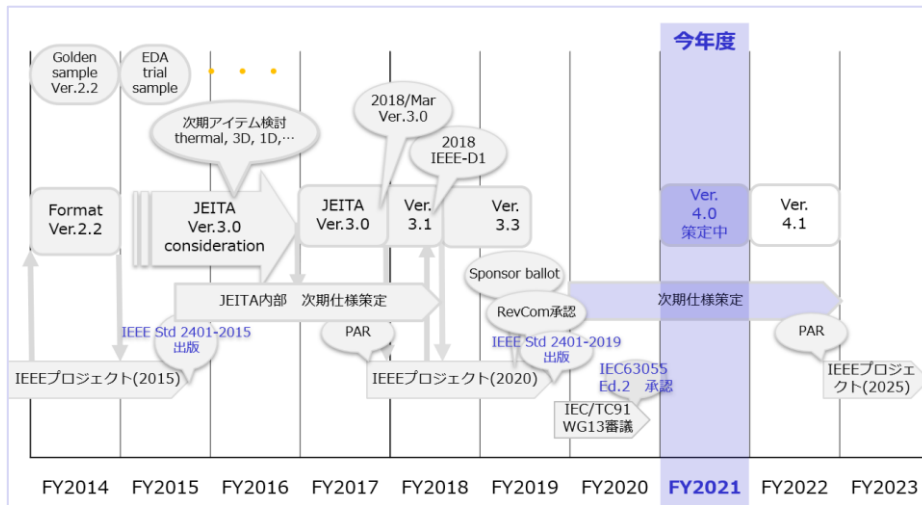 今年度
Golden
sample
Ver.2.2
EDA
trial
sample
・・・
次期アイテム検討
thermal, 3D, 1D,…
2018/Mar
Ver.3.0
2018
IEEE-D1
Format
Ver.2.2
JEITA
Ver.3.0
consideration
JEITA
Ver.3.0
Ver.
3.1
Ver.
3.3
Ver.
4.0
策定中
Ver.
4.1
Sponsor ballot
JEITA内部 次期仕様策定
RevCom承認
次期仕様策定
IEEE Std 2401-2015
出版
PAR
IEEE Std 2401-2019
出版
PAR
IEEEプロジェクト(2015)
IEEEプロジェクト(2020)
IEC63055
Ed.2 承認
IEEEプロジェ
クト(2025)
IEC/TC91
WG13審議
FY2014
FY2015
FY2016
FY2017
FY2018
FY2019
FY2020
FY2021
FY2022
FY2023